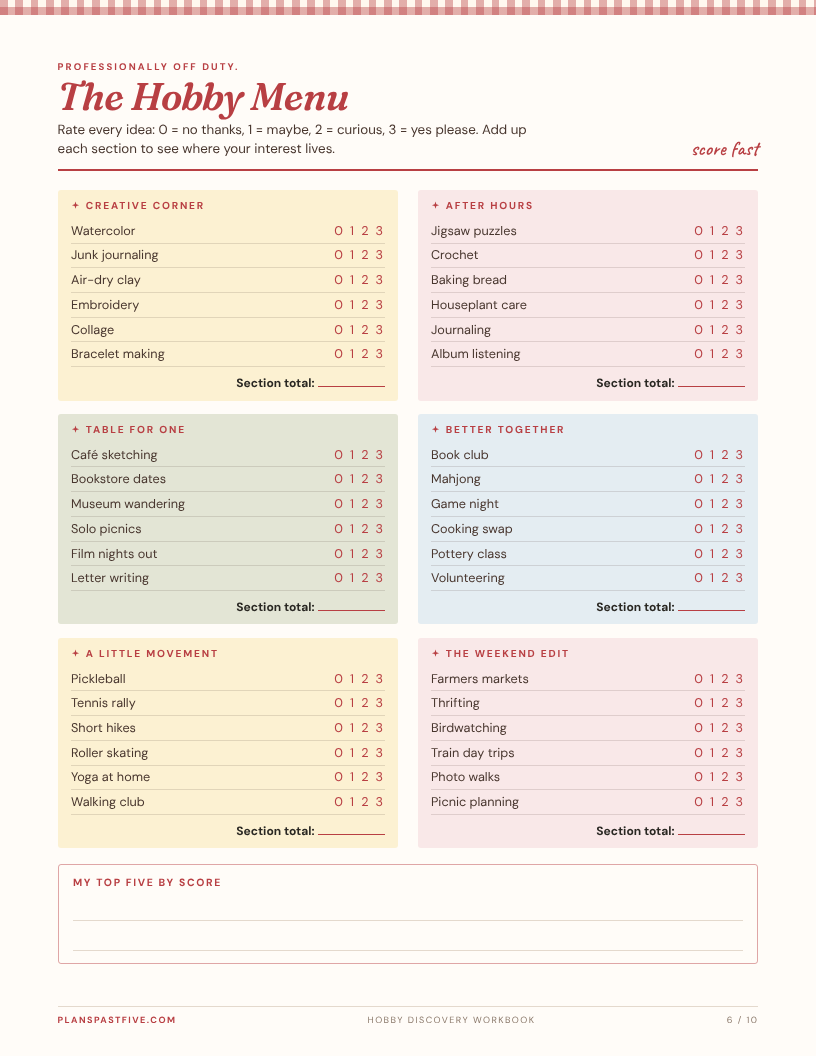 PROFESSIONALLY OFF DUTY.
The Hobby Menu
Rate every idea: 0 = no thanks, 1 = maybe, 2 = curious, 3 = yes please. Add up
each section to see where your interest lives.
score fast
✦ CREATIVE CORNER
Watercolor 0 1 2 3
Junk journaling 0 1 2 3
Air-dry clay 0 1 2 3
Embroidery 0 1 2 3
Collage 0 1 2 3
Bracelet making 0 1 2 3
Section total:
✦ AFTER HOURS
Jigsaw puzzles 0 1 2 3
Crochet 0 1 2 3
Baking bread 0 1 2 3
Houseplant care 0 1 2 3
Journaling 0 1 2 3
Album listening 0 1 2 3
Section total:
✦ TABLE FOR ONE
Café sketching 0 1 2 3
Bookstore dates 0 1 2 3
Museum wandering 0 1 2 3
Solo picnics 0 1 2 3
Film nights out 0 1 2 3
Letter writing 0 1 2 3
Section total:
✦ BETTER TOGETHER
Book club 0 1 2 3
Mahjong 0 1 2 3
Game night 0 1 2 3
Cooking swap 0 1 2 3
Pottery class 0 1 2 3
Volunteering 0 1 2 3
Section total:
✦ A LITTLE MOVEMENT
Pickleball 0 1 2 3
Tennis rally 0 1 2 3
Short hikes 0 1 2 3
Roller skating 0 1 2 3
Yoga at home 0 1 2 3
Walking club 0 1 2 3
Section total:
✦ THE WEEKEND EDIT
Farmers markets 0 1 2 3
Thrifting 0 1 2 3
Birdwatching 0 1 2 3
Train day trips 0 1 2 3
Photo walks 0 1 2 3
Picnic planning 0 1 2 3
Section total:
MY TOP FIVE BY SCORE
PLANSPASTFIVE.COM
HOBBY DISCOVERY WORKBOOK
6 / 10